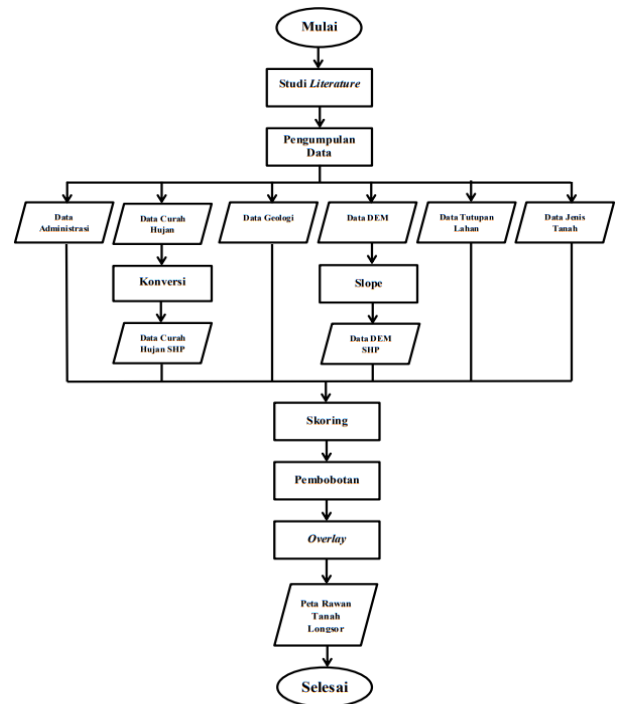 Mulai
Studi Literature
Pengumpulan
Data
Data
Administrasi
Data Curah
Hujan
Data Geologi
Data DEM
Data Tutupan
Lahan
Data Jenis
Tanah
Konversi
Slope
Data Curah
Hujan SHP
Data DEM
SHP
Skoring
Pembobotan
Overlay
Peta Rawan
Tanah
Longsor
Selesai